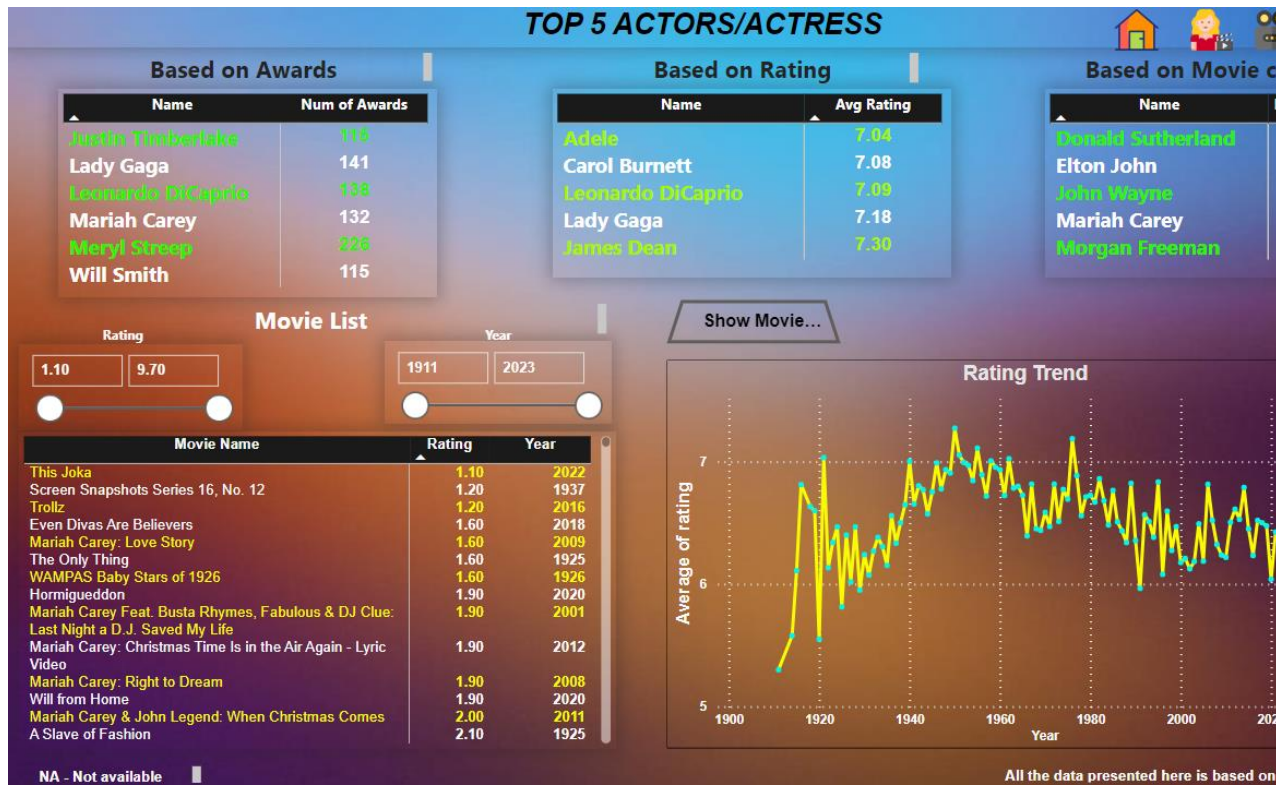 TOP 5 ACTORS/ACTRESS
Based on Awards
Name Num of Awards
Justin Timberlake 115
Lady Gaga 141
Leonardo DiCaprio 138
Mariah Carey 132
Meryl Streep 226
Will Smith 115
Based on Rating
Name Avg Rating
Adele 7.04
Carol Burnett 7.08
Leonardo DiCaprio 7.09
Lady Gaga 7.18
James Dean 7.30
Based on Movie
Name
Donald Sutherland
Elton John
John Wayne
Mariah Carey
Morgan Freeman
Movie List
Rating
1.10 9.70
Year
1911 2023
Movie Name Rating Year
This Joka 1.10 2022
Screen Snapshots Series 16, No. 12 1.20 1937
Trollz 1.20 2016
Even Divas Are Believers 1.60 2018
Mariah Carey: Love Story 1.60 2009
The Only Thing 1.60 1925
WAMPAS Baby Stars of 1926 1.60 1926
Hormigueddon 1.90 2020
Mariah Carey Feat. Busta Rhymes, Fabulous & DJ Clue: 1.90 2001
Last Night a D.J. Saved My Life
Mariah Carey: Christmas Time Is in the Air Again - Lyric 1.90 2012
Video
Mariah Carey: Right to Dream 1.90 2008
Will from Home 1.90 2020
Mariah Carey & John Legend: When Christmas Comes 2.00 2011
A Slave of Fashion 2.10 1925
NA - Not available
Show Movie...
Rating Trend
Average of rating
7
6
5
1900 1920 1940 1960 1980 2000
Year
All the data presented here is based on